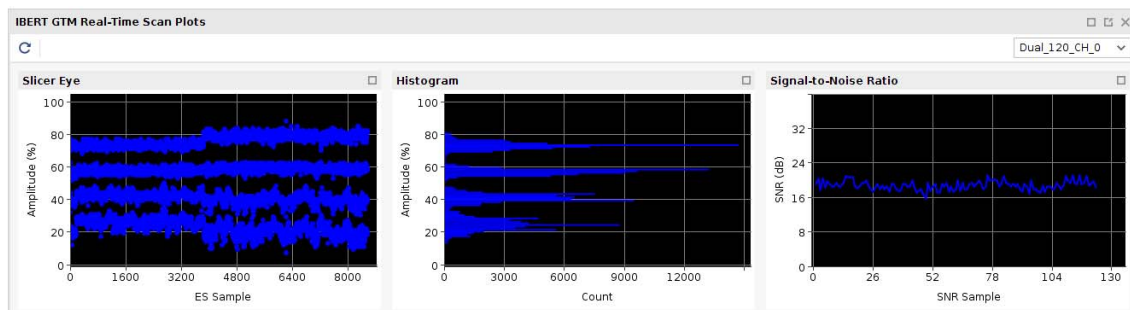 IBERT GTM Real-Time Scan Plots
Dual_120_CH_0
Slicer Eye
Amplitude (%)
100
80
60
40
20
0
0 1600 3200 4800 6400 8000
ES Sample
Histogram
Amplitude (%)
100
80
60
40
20
0
0 3000 6000 9000 12000
Count
Signal-to-Noise Ratio
SNR (dB)
32
24
16
8
0
0 26 52 78 104 130
SNR Sample